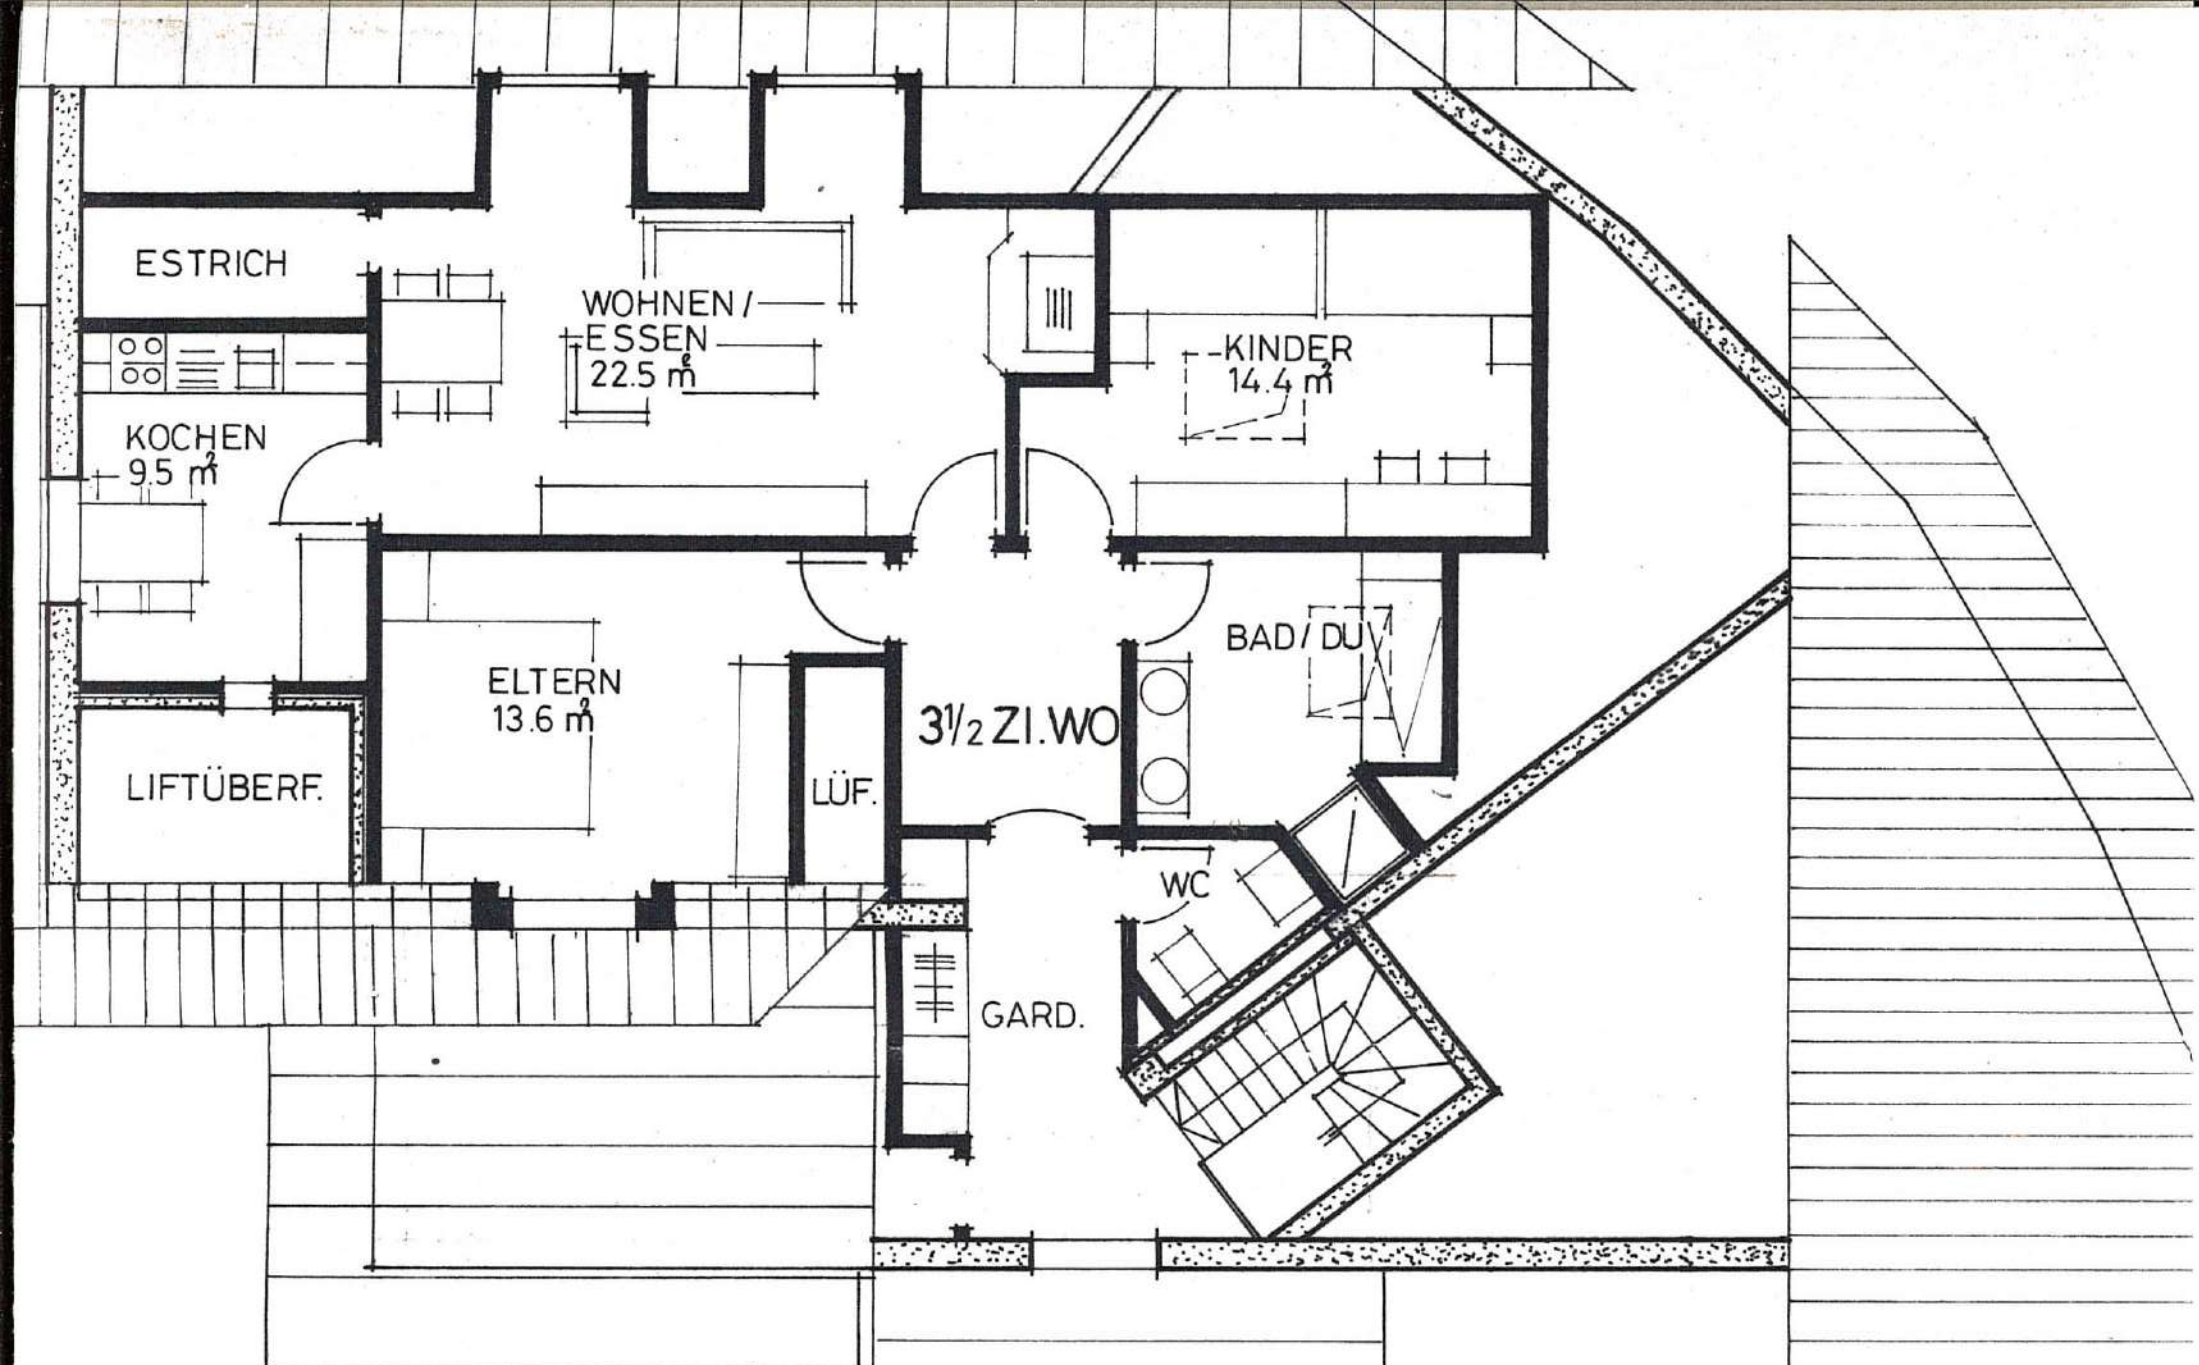 ESTRICH
WOHNEN/
ESSEN
22.5 m²
KINDER
14.4 m²
KOCHEN
9.5 m²
ELTERN
13.6 m²
BAD/DU
3½ ZI.WO
LIFTÜBERF.
LÜF.
WC
GARD.